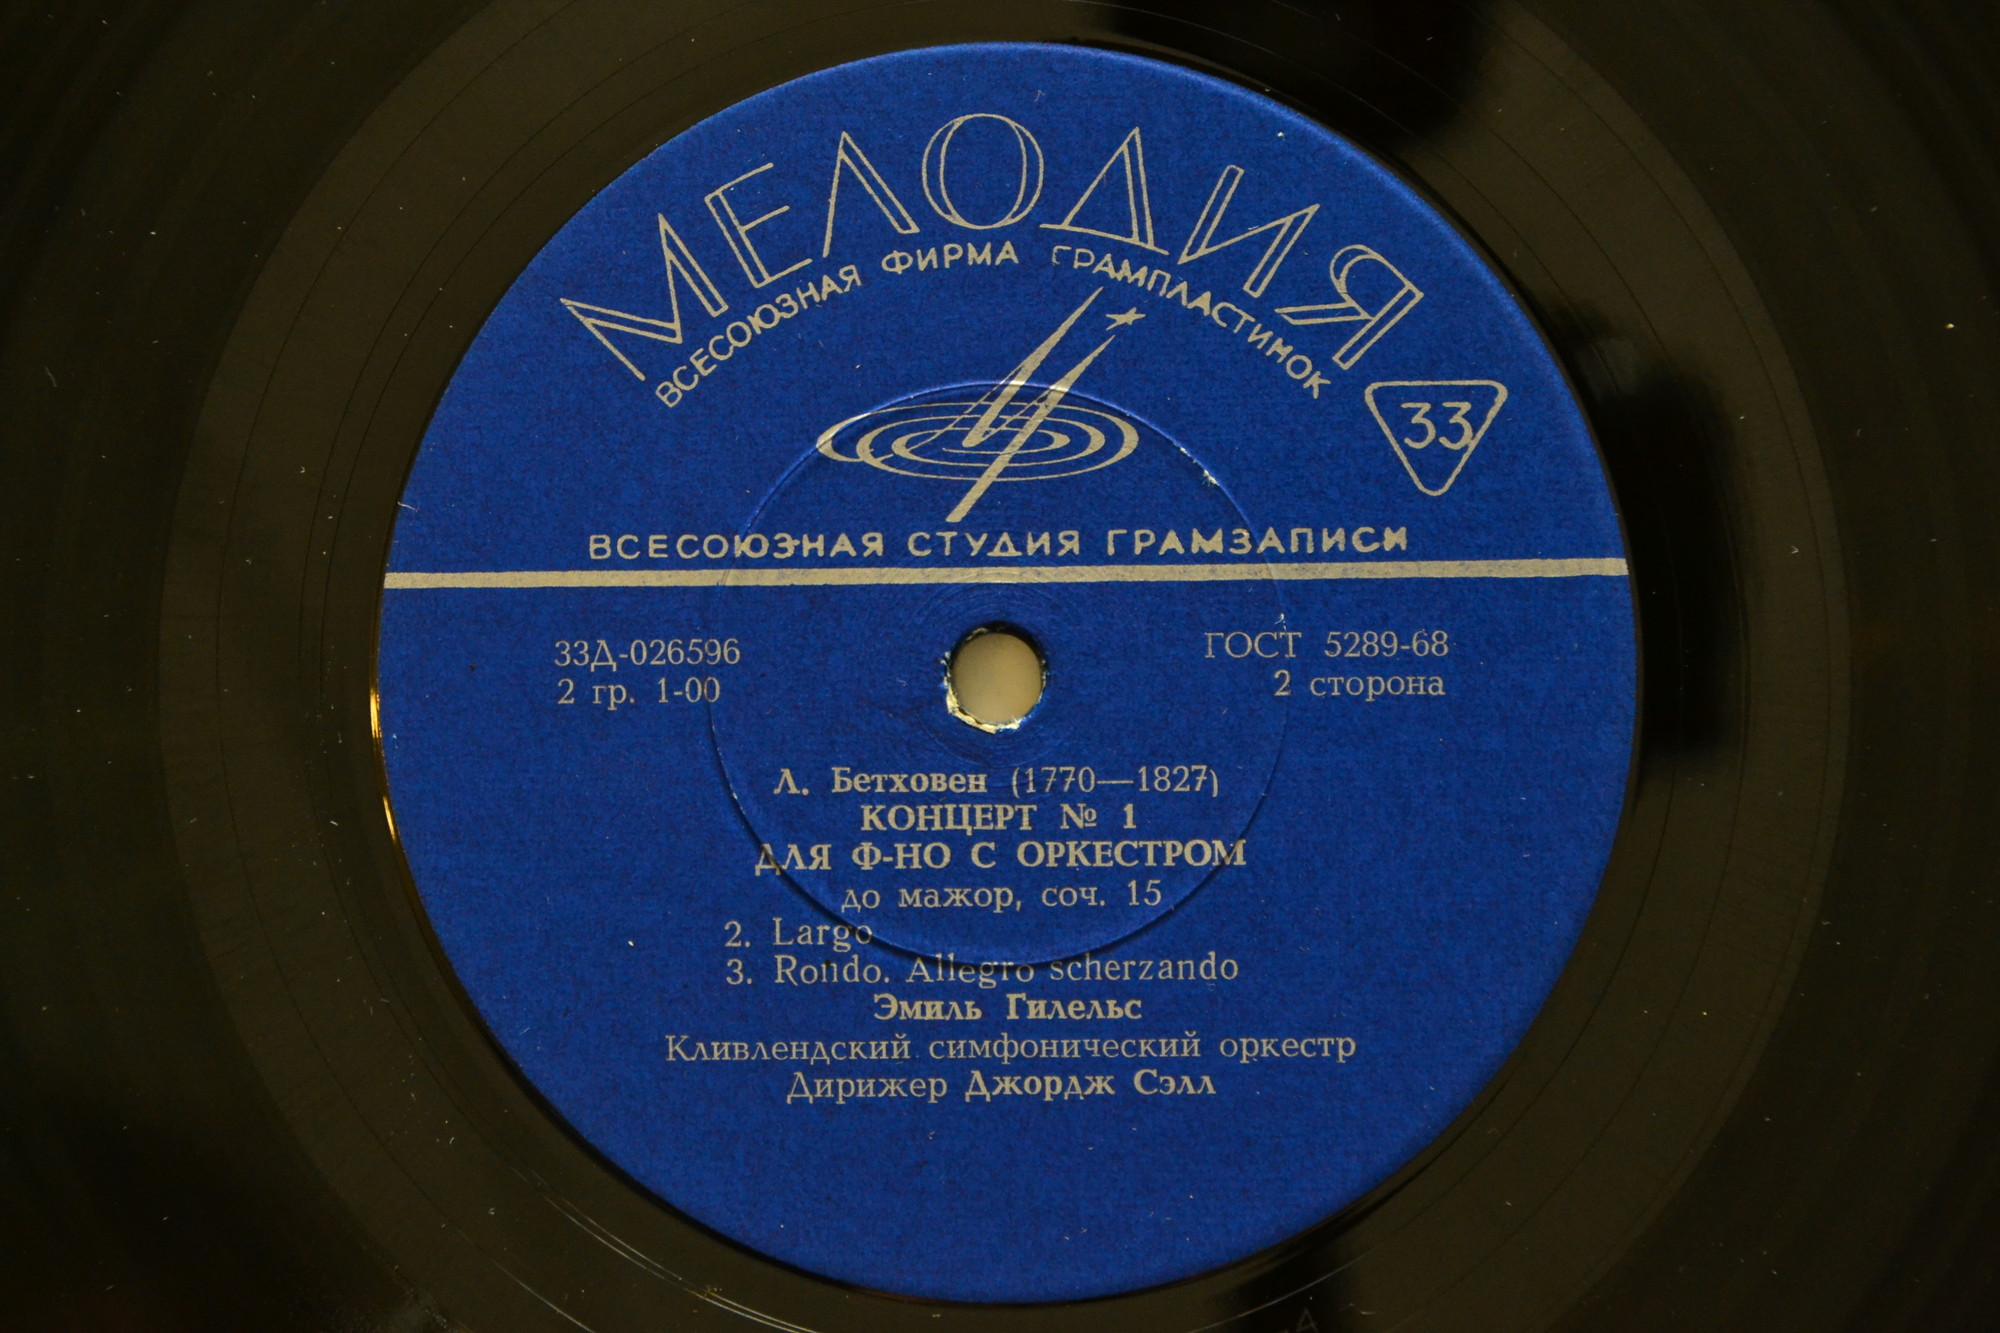 МЕЛОДИЯ
ВСЕСОЮЗНАЯ ФИРМА ГРАМПЛАСТИНОК
33
ВСЕСОЮЗНАЯ СТУДИЯ ГРАМЗАПИСИ
33Д-026596
2 гр. 1-00
ГОСТ 5289-68
2 сторона
Л. Бетховен (1770—1827)
КОНЦЕРТ № 1
ДЛЯ Ф-НО С ОРКЕСТРОМ
до мажор, соч. 15
2. Largo
3. Rondo. Allegro scherzando
Эмиль Гилельс
Кливлендский симфонический оркестр
Дирижер Джордж Сэлл